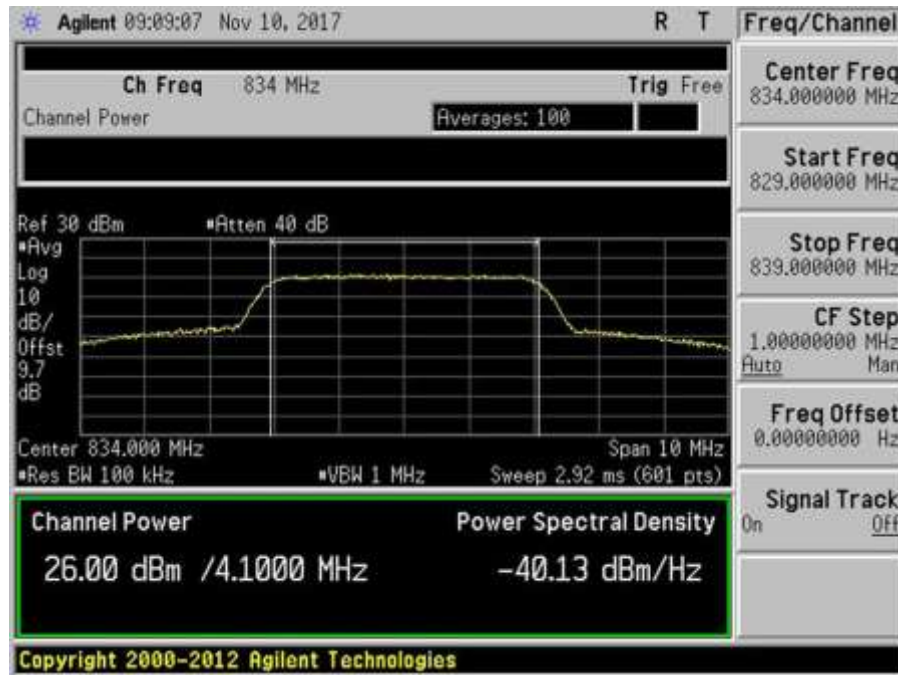 Agilent 09:09:07 Nov 10, 2017 R T
Freq/Channel
Ch Freq 834 MHz Trig Free
Channel Power Averages: 100
Center Freq
834.000000 MHz
Start Freq
829.000000 MHz
Stop Freq
839.000000 MHz
CF Step
1.00000000 MHz
Auto Man
Freq Offset
0.00000000 Hz
Signal Track
On Off
Ref 30 dBm #Atten 40 dB
#Avg
Log
10
dB/
Offst
9.7
dB
Center 834.000 MHz Span 10 MHz
#Res BW 100 kHz #VBW 1 MHz Sweep 2.92 ms (601 pts)
Channel Power Power Spectral Density
26.00 dBm /4.1000 MHz -40.13 dBm/Hz
Copyright 2000-2012 Agilent Technologies